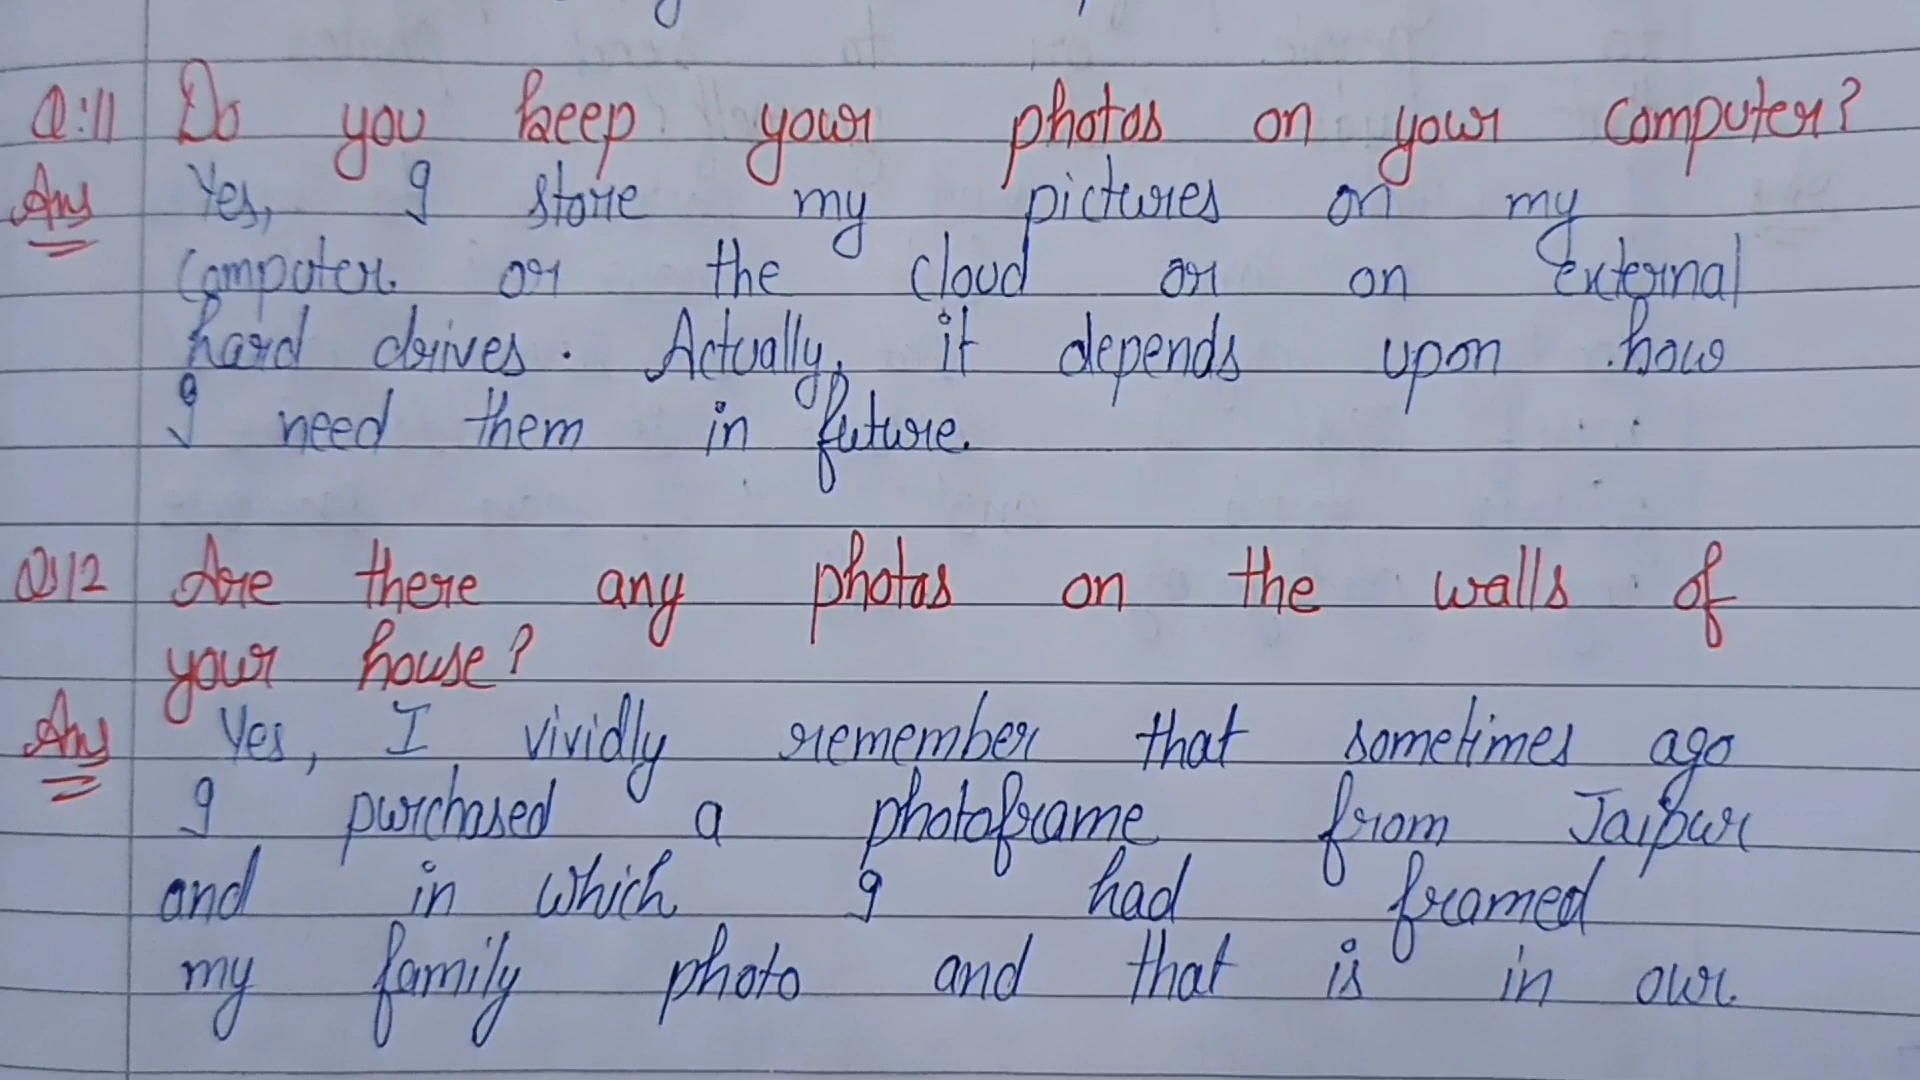 Q:11 Do you keep your photos on your computer?
Ans Yes, I store my pictures on my
computer. or the cloud or on External
hard drives. Actually, it depends upon how
I need them in future.
Q:12 Are there any photos on the walls of
your house?
Ans Yes, I vividly remember that sometimes ago
I purchased a photoframe from Jaipur
and in which I had framed
my family photo and that is in our